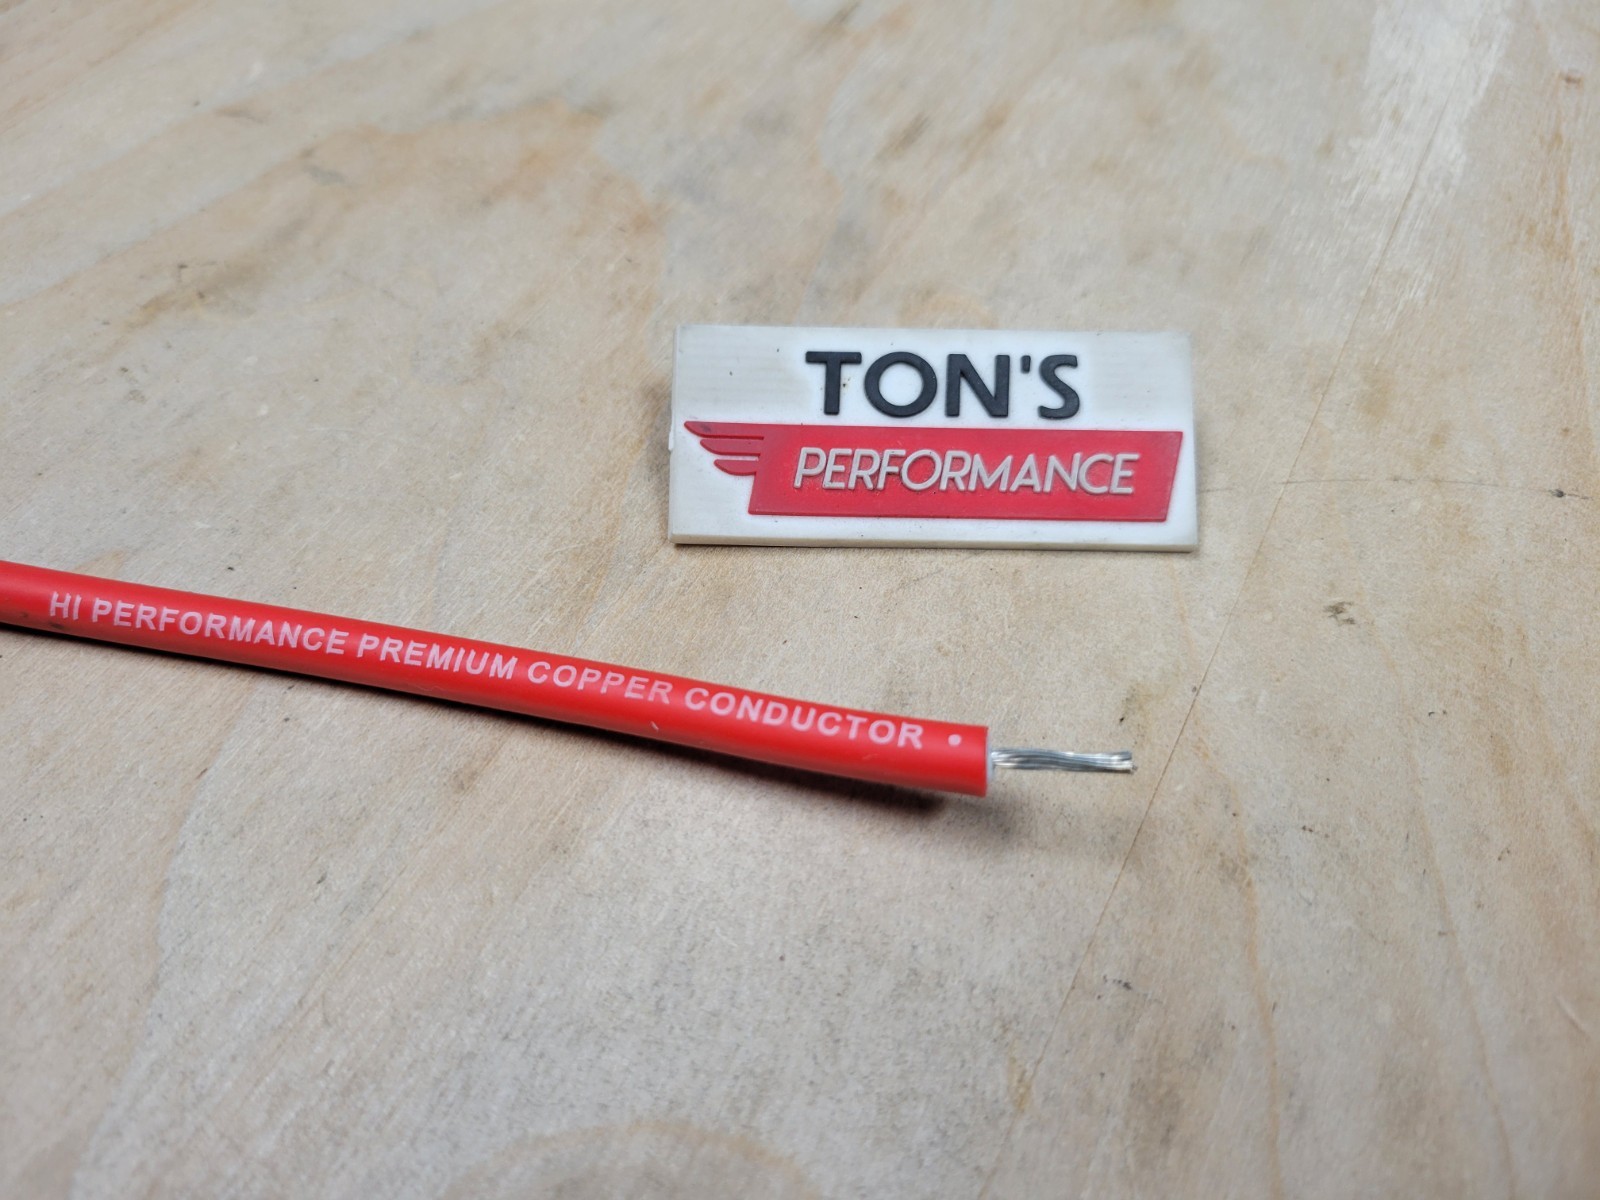 TON'S
PERFORMANCE
HI PERFORMANCE PREMIUM COPPER CONDUCTOR •